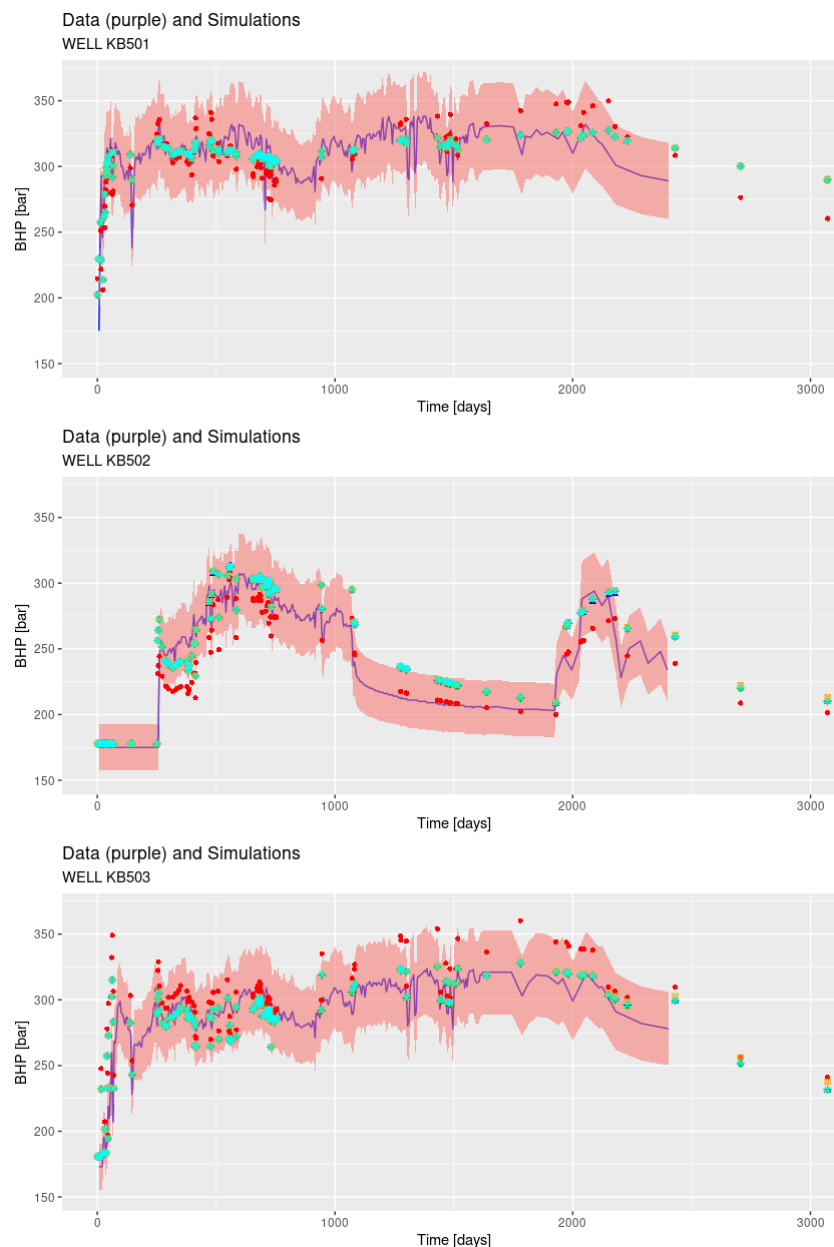 Data (purple) and Simulations
WELL KB501
350
300
250
200
150
BHP [bar]
0 1000 2000 3000
Time [days]
Data (purple) and Simulations
WELL KB502
350
300
250
200
150
BHP [bar]
0 1000 2000 3000
Time [days]
Data (purple) and Simulations
WELL KB503
350
300
250
200
150
BHP [bar]
0 1000 2000 3000
Time [days]